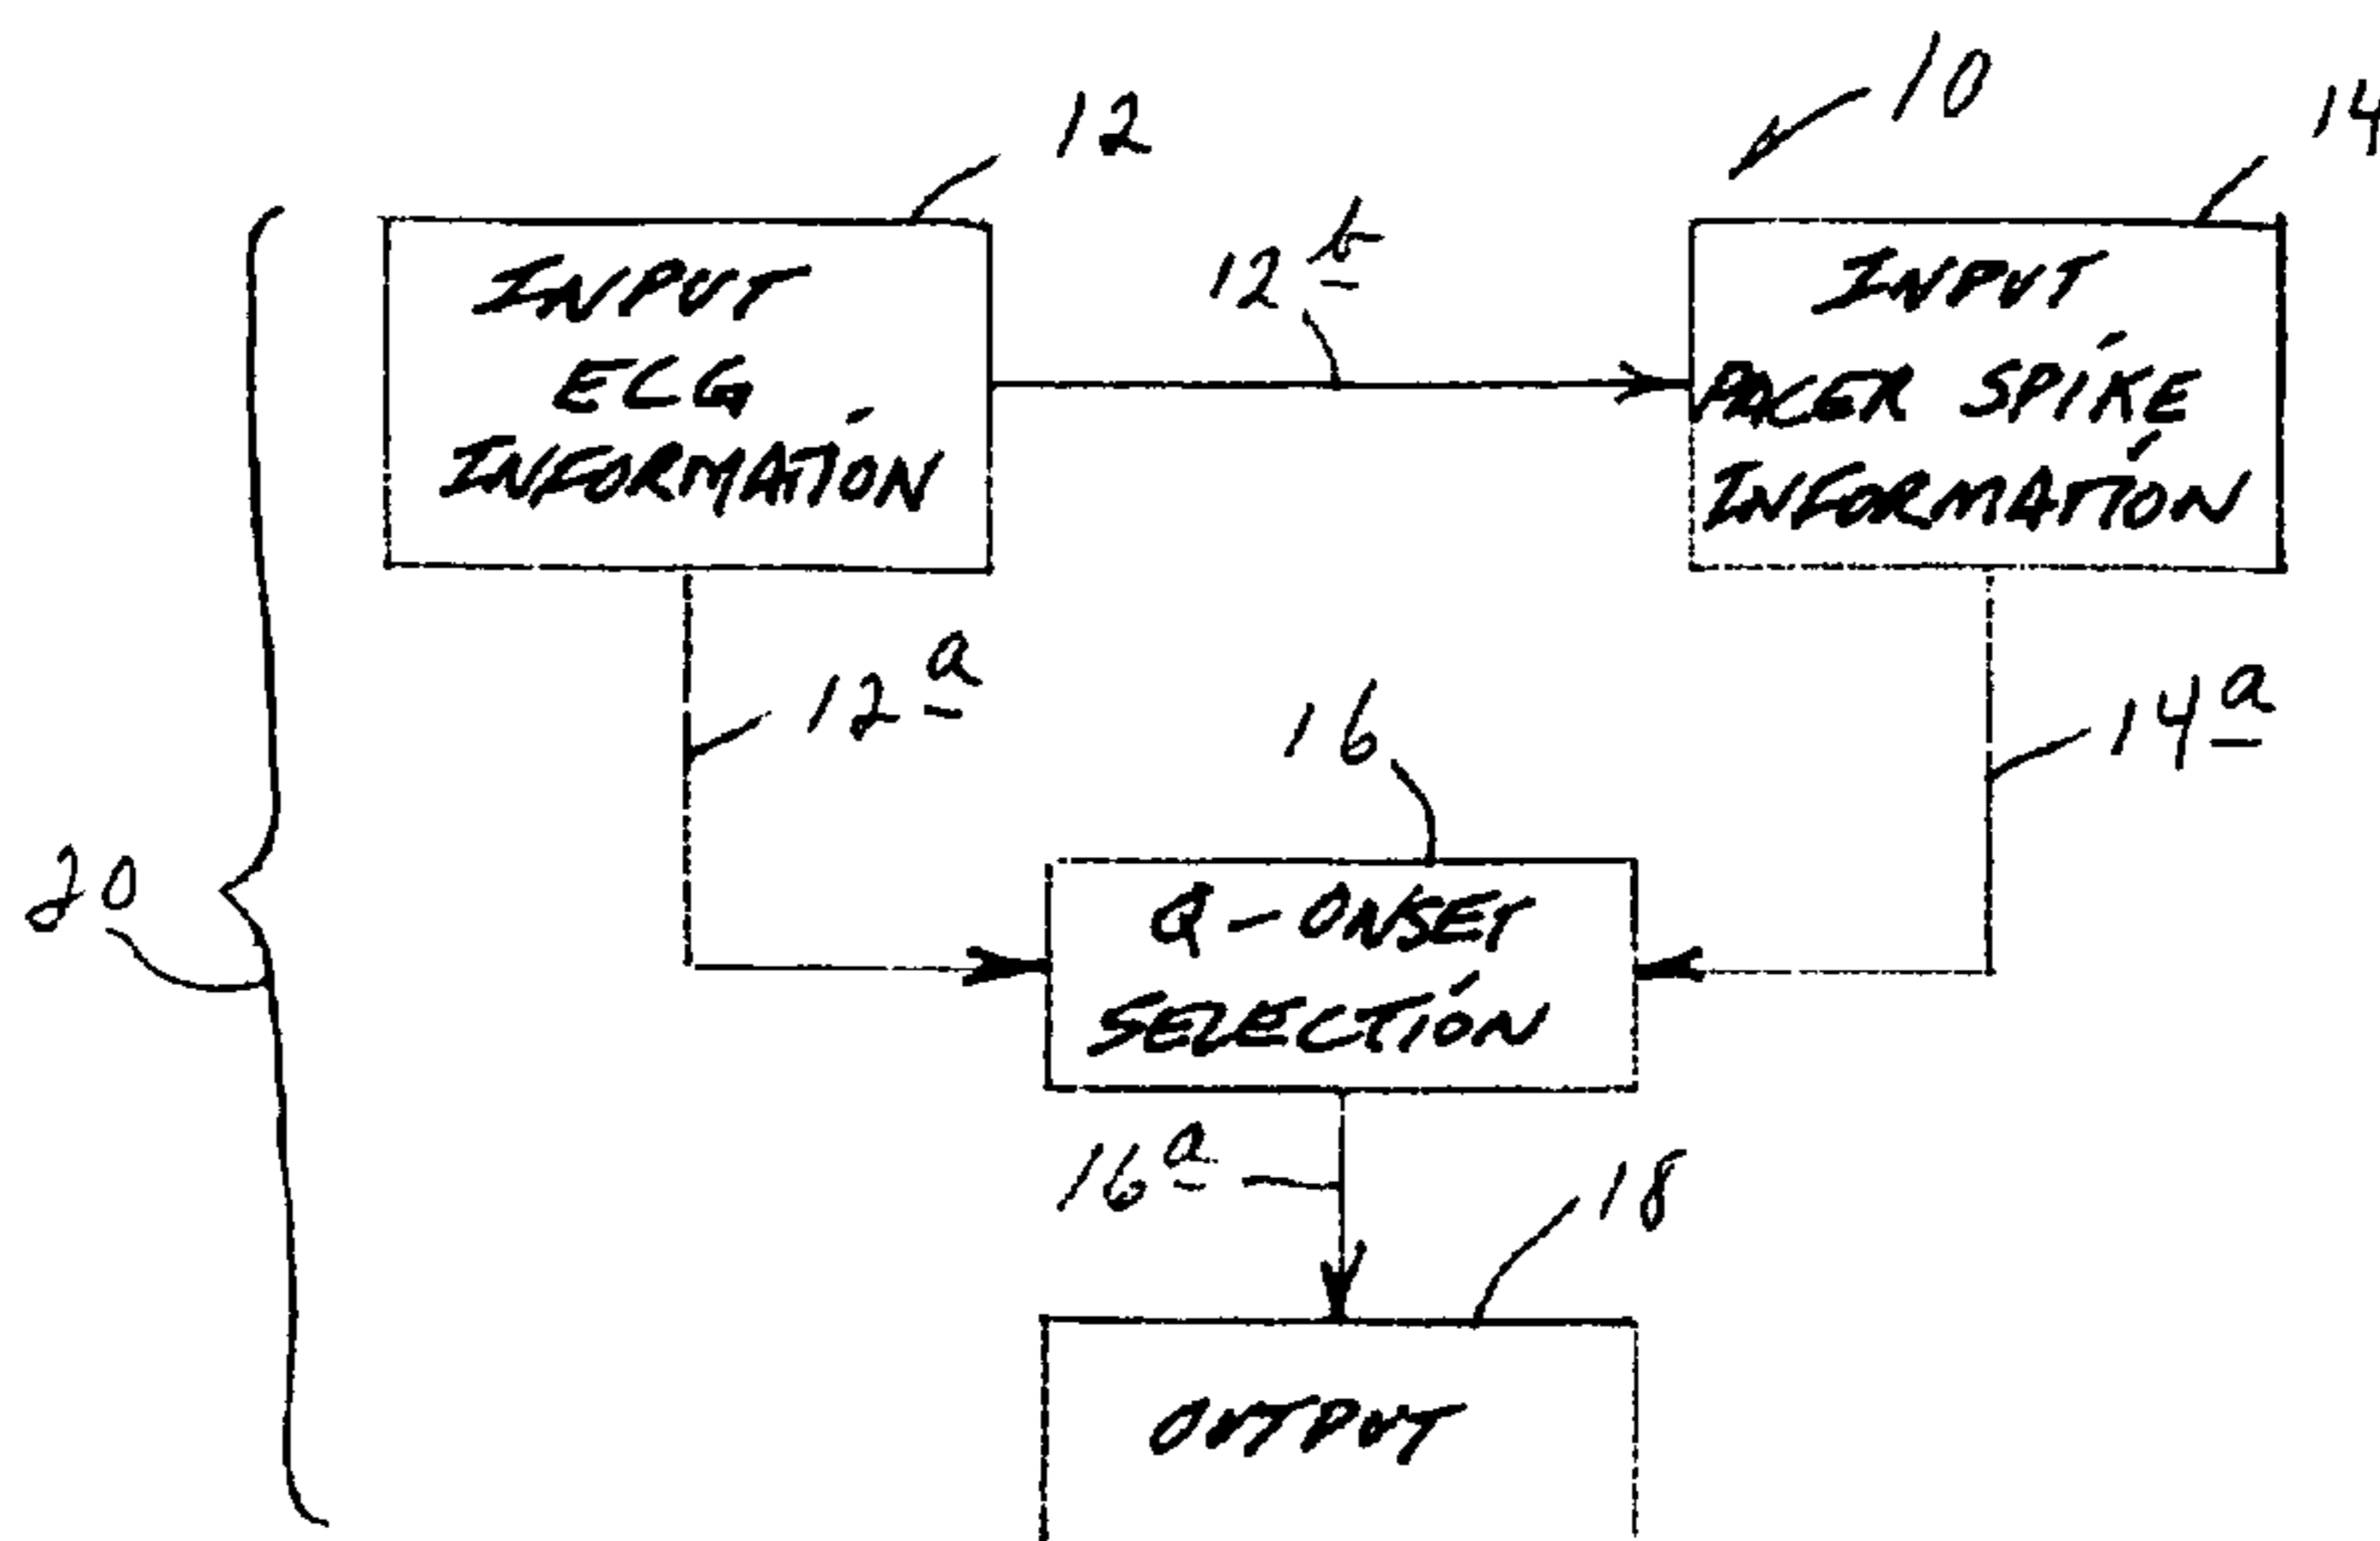 10
12
14
INPUT
ECG
INFORMATION
12b
INPUT
PACER SPIKE
INFORMATION
12a
14a
16
20
Q-ONSET
SELECTION
16a
18
OUTPUT